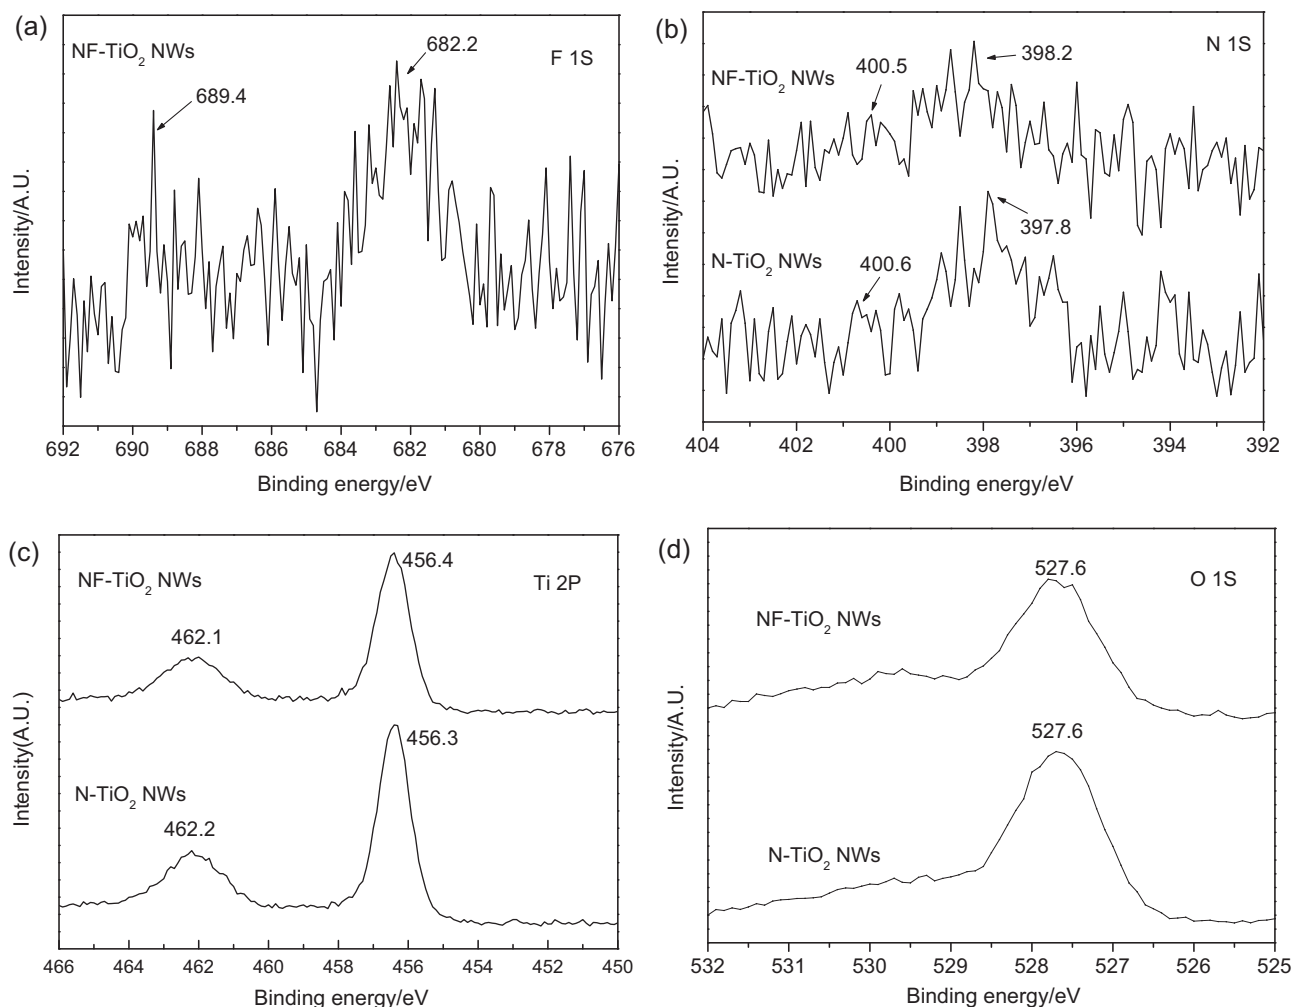 (a)
NF-TiO2 NWs
682.2
F 1S
689.4
Intensity/A.U.
692 690 688 686 684 682 680 678 676
Binding energy/eV
(b)
N 1S
398.2
400.5
NF-TiO2 NWs
397.8
N-TiO2 NWs
400.6
Intensity/A.U.
404 402 400 398 396 394 392
Binding energy/eV
(c)
456.4
NF-TiO2 NWs
Ti 2P
462.1
456.3
N-TiO2 NWs
462.2
Intensity(A.U.)
466 464 462 460 458 456 454 452 450
Binding energy/eV
(d)
527.6
O 1S
NF-TiO2 NWs
527.6
N-TiO2 NWs
Intensity/A.U.
532 531 530 529 528 527 526 525
Binding energy/eV